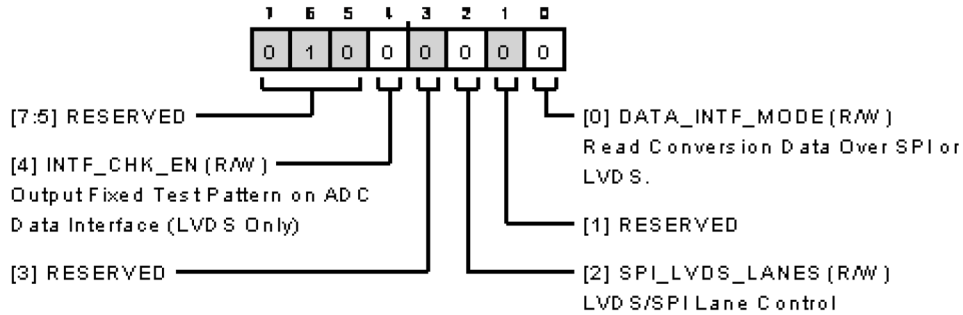 7 6 5 4 3 2 1 0
0 1 0 0 0 0 0 0
[7:5] RESERVED
[0] DATA_INTF_MODE (R/W)
Read Conversion Data Over SPI or
LVDS.
[4] INTF_CHK_EN (R/W)
Output Fixed Test Pattern on ADC
Data Interface (LVDS Only)
[1] RESERVED
[3] RESERVED
[2] SPI_LVDS_LANES (R/W)
LVDS/SPI Lane Control